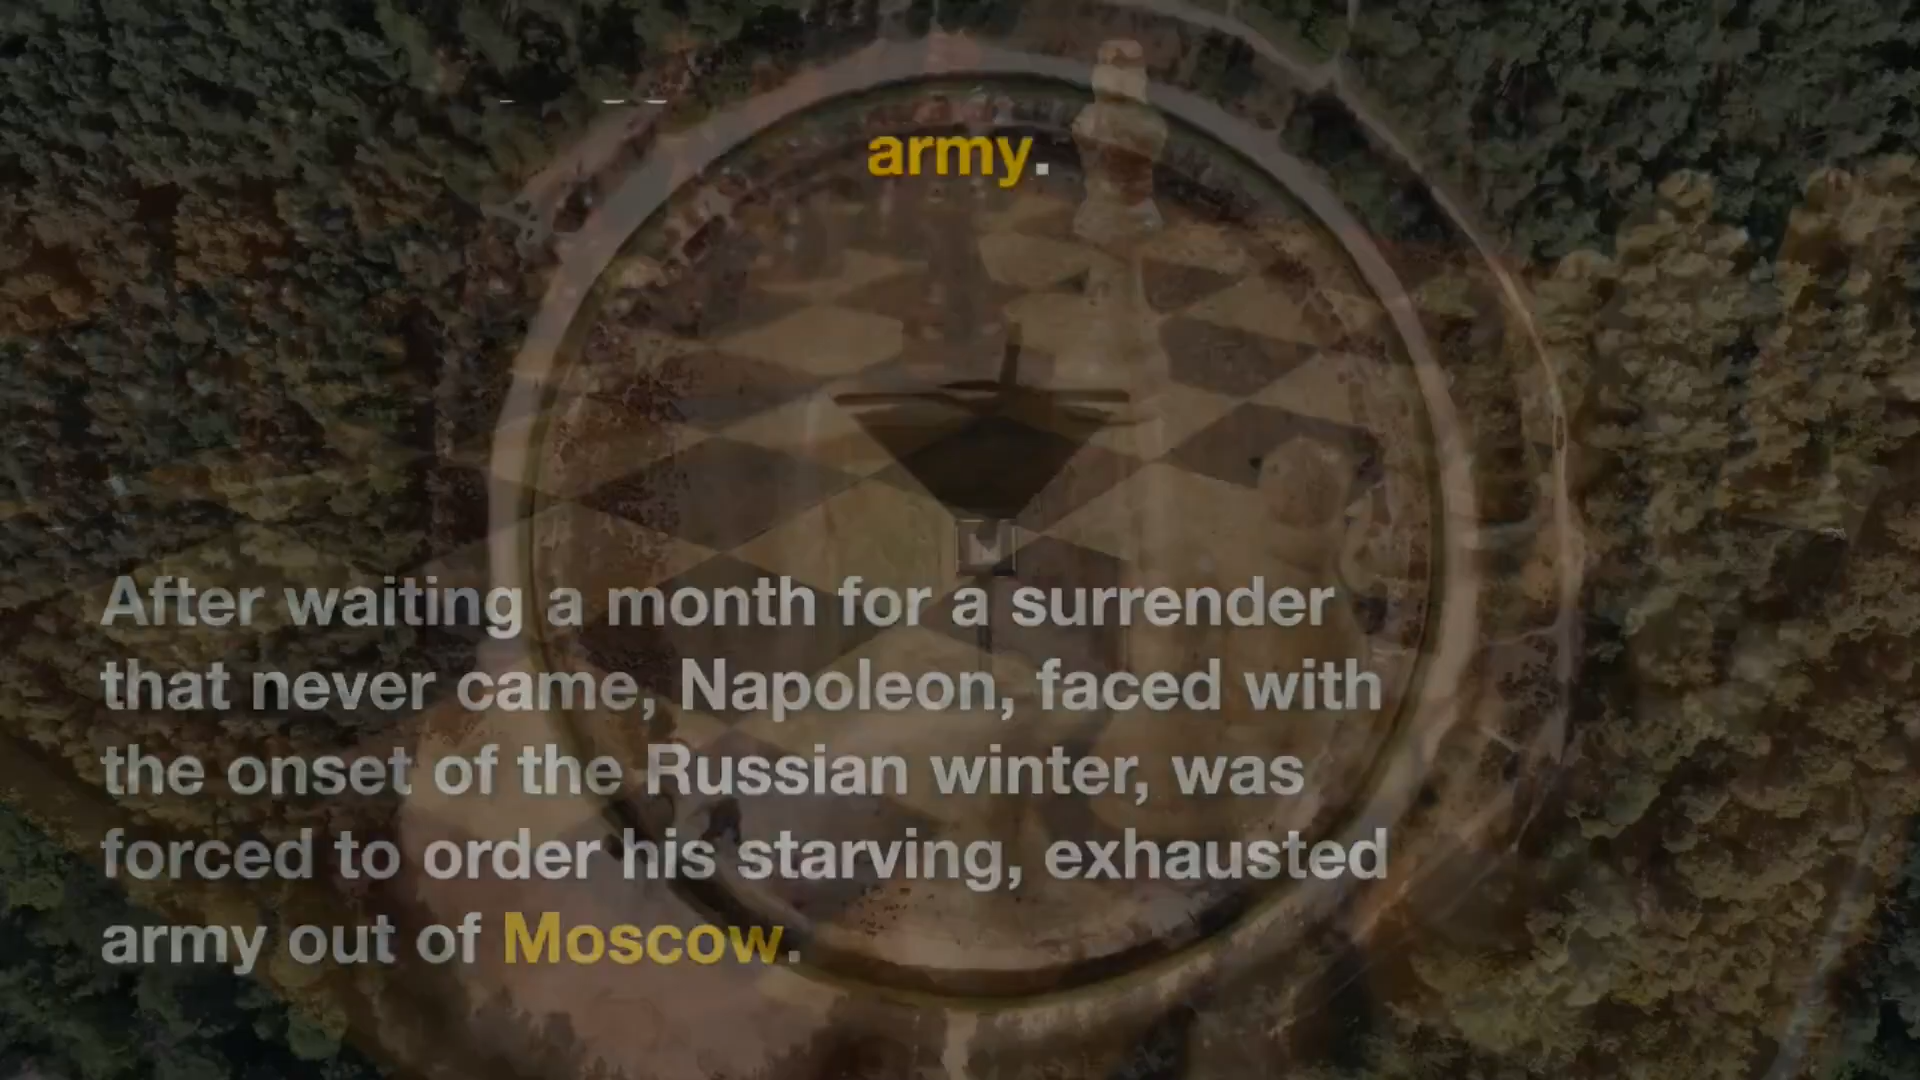 army.
After waiting a month for a surrender
that never came, Napoleon, faced with
the onset of the Russian winter, was
forced to order his starving, exhausted
army out of Moscow.